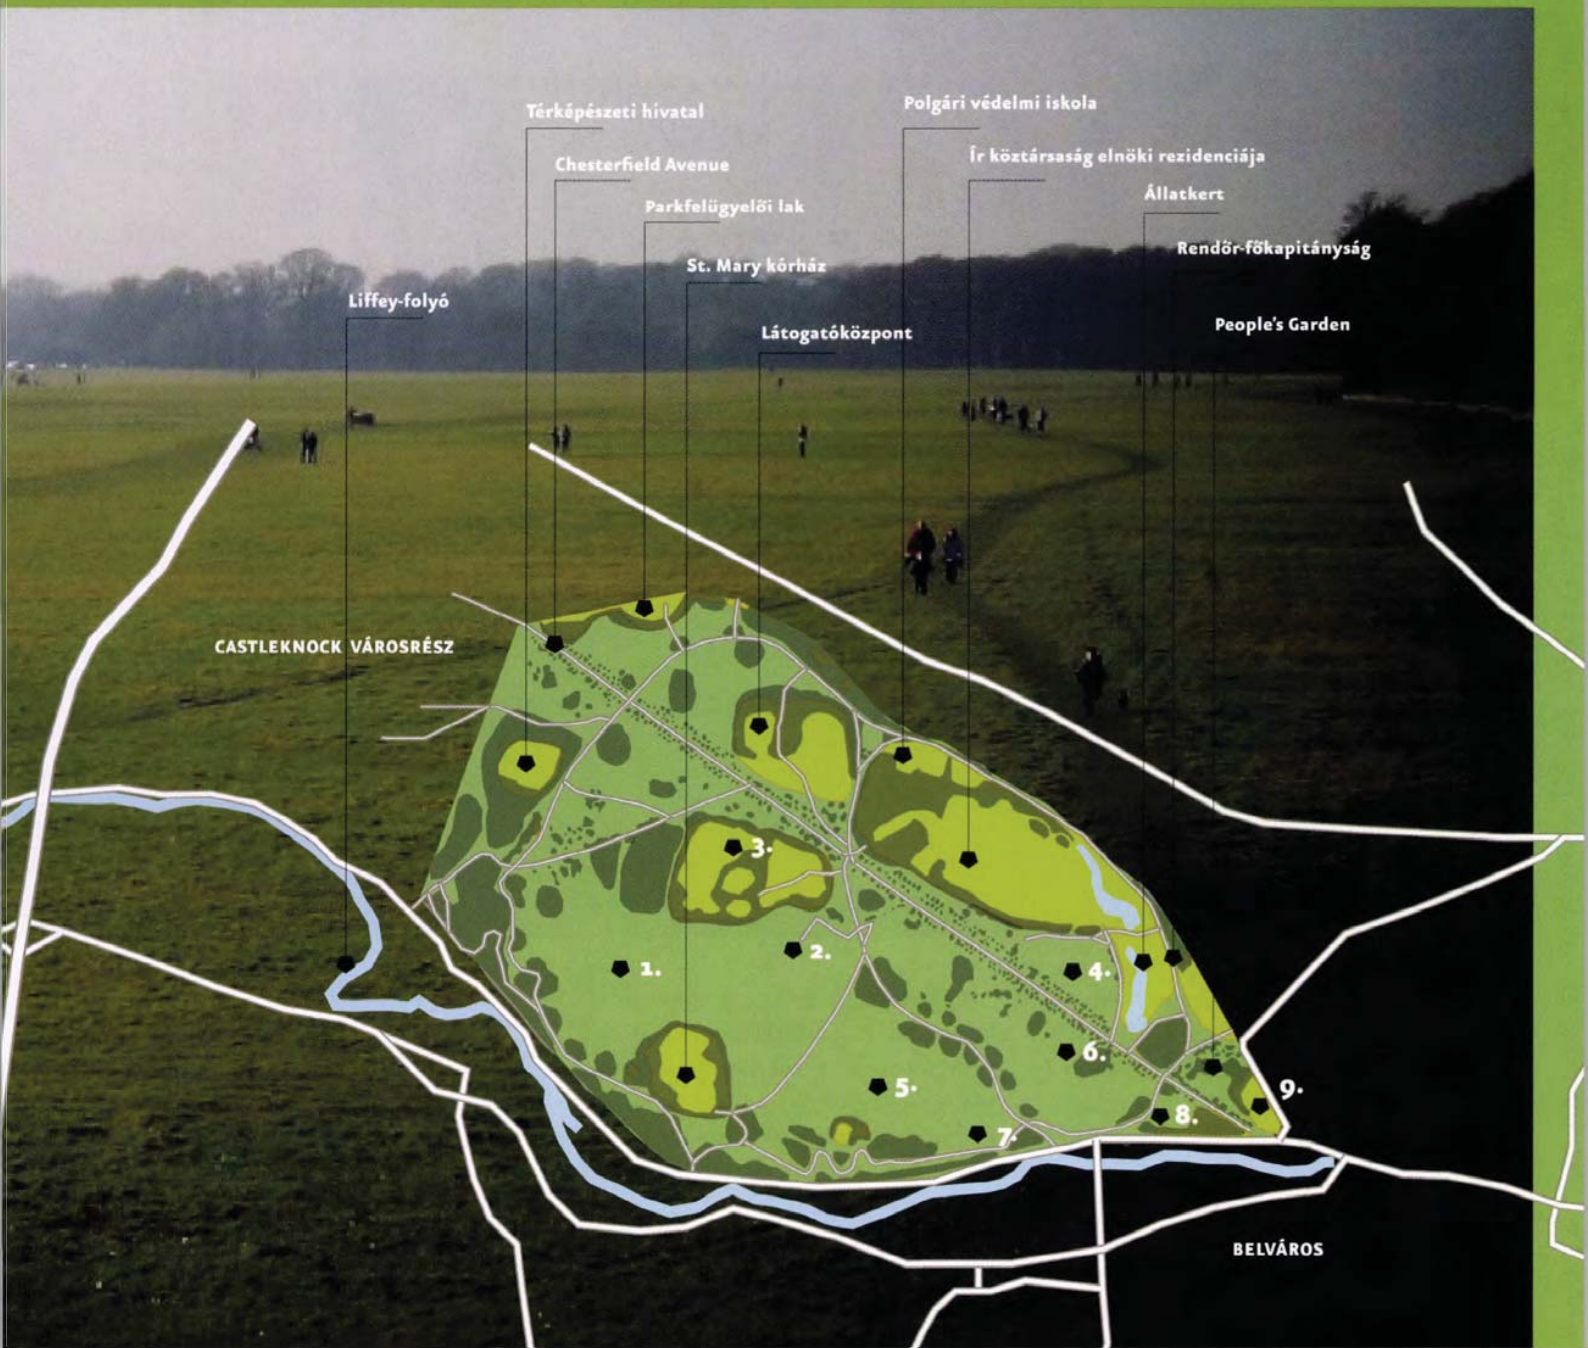 Térképészeti hivatal
Polgári védelmi iskola
Chesterfield Avenue
Ír köztársaság elnöki rezidenciája
Parkfelügyelői lak
Állatkert
St. Mary kórház
Rendőr-főkapitányság
Liffey-folyó
Látogatóközpont
People's Garden
CASTLEKNOCK VÁROSRÉSZ
3.
2.
1.
4.
6.
5.
9.
8.
7.
BELVÁROS